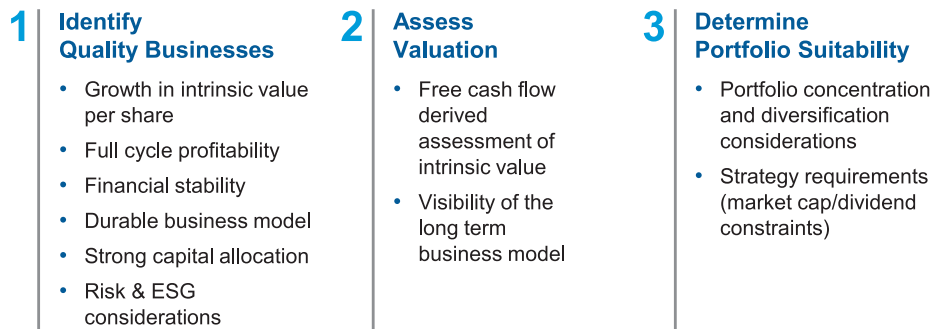 1
Identify
Quality Businesses
• Growth in intrinsic value
per share
• Full cycle profitability
• Financial stability
• Durable business model
• Strong capital allocation
• Risk & ESG
considerations
2
Assess
Valuation
• Free cash flow
derived
assessment of
intrinsic value
• Visibility of the
long term
business model
3
Determine
Portfolio Suitability
• Portfolio concentration
and diversification
considerations
• Strategy requirements
(market cap/dividend
constraints)